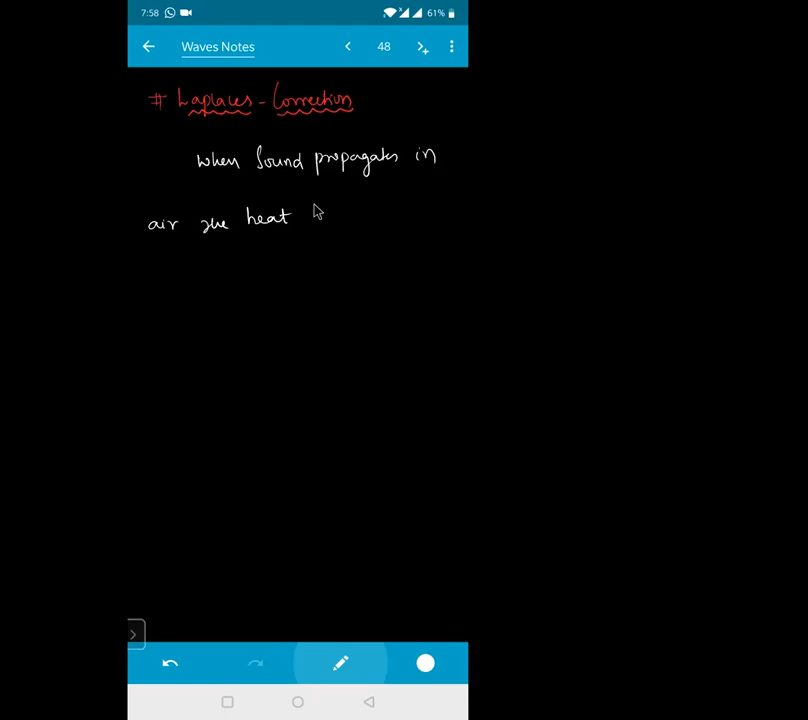 7:58 61%
Waves Notes 48
# Laplaces - Correction
when sound propagates in
air the heat